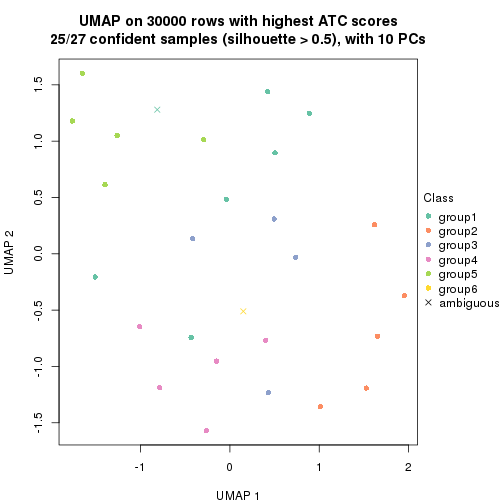 UMAP on 30000 rows with highest ATC scores
25/27 confident samples (silhouette > 0.5), with 10 PCs
1.5
1.0
0.5
0.0
-0.5
-1.0
-1.5
UMAP 2
-1
0
1
2
UMAP 1
Class
group1
group2
group3
group4
group5
group6
ambiguous